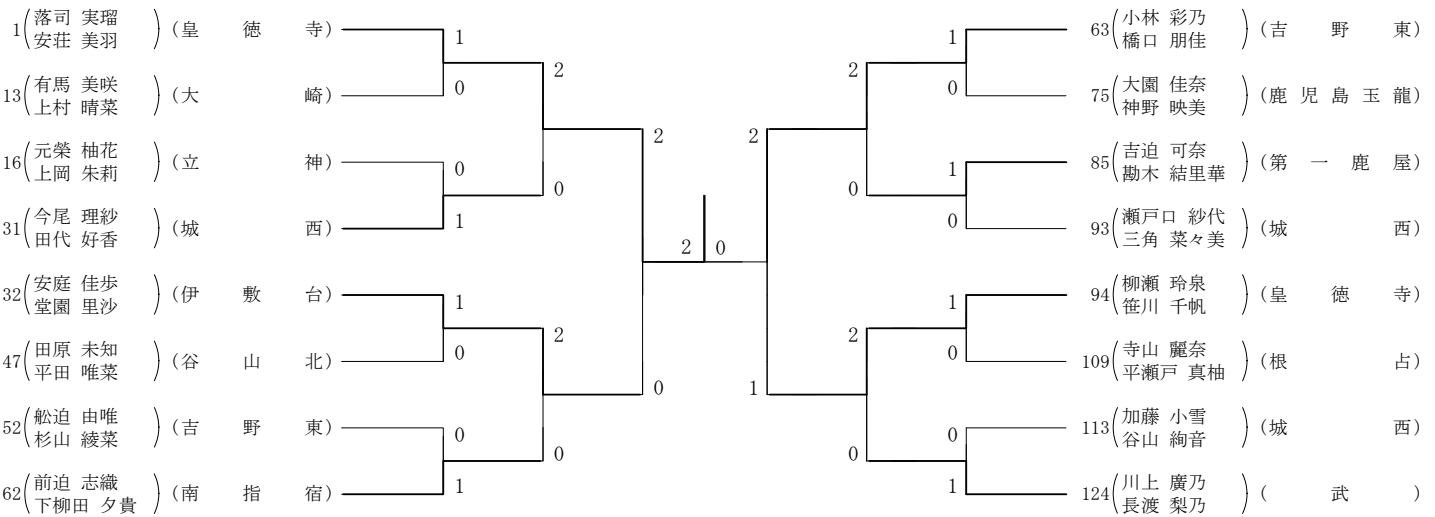 1 落司 実瑠 安荘 美羽 (皇徳寺)
1
0
13 有馬 美咲 上村 晴菜 (大崎)
2
16 元榮 柚花 上岡 朱莉 (立神)
0
1
31 今尾 理紗 田代 好香 (城西)
0
2
32 安庭 佳歩 堂園 里沙 (伊敷台)
1
0
47 田原 未知 平田 唯菜 (谷山北)
2
52 舩迫 由唯 杉山 綾菜 (吉野東)
0
1
62 前迫 志織 下柳田 夕貴 (南指宿)
0
0
2 0
63 小林 彩乃 橋口 朋佳 (吉野東)
1
0
75 大園 佳奈 神野 映美 (鹿児島玉龍)
2
85 吉迫 可奈 勘木 結里華 (第一鹿屋)
1
0
93 瀬戸口 紗代 三角 菜々美 (城西)
0
2
94 柳瀬 玲泉 笹川 千帆 (皇徳寺)
1
0
109 寺山 麗奈 平瀬戸 真柚 (根占)
2
113 加藤 小雪 谷山 絢音 (城西)
0
1
124 川上 廣乃 長渡 梨乃 (武)
0
1